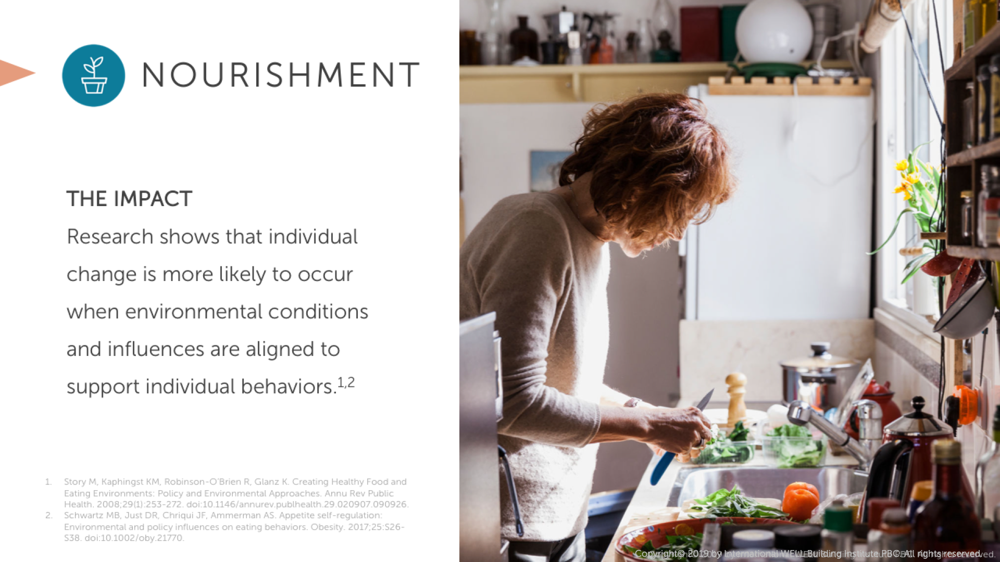 NOURISHMENT
THE IMPACT
Research shows that individual
change is more likely to occur
when environmental conditions
and influences are aligned to
support individual behaviors.1,2
1. Story M, Kaphingst KM, Robinson-O'Brien R, Glanz K. Creating Healthy Food and
Eating Environments: Policy and Environmental Approaches. Annu Rev Public
Health. 2008;29(1):253-272. doi:10.1146/annurev.publhealth.29.020907.090926.
2. Schwartz MB, Just DR, Chriqui JF, Ammerman AS. Appetite self-regulation:
Environmental and policy influences on eating behaviors. Obesity. 2017;25:S26-
S38. doi:10.1002/oby.21770.
Copyright© 2019 by International WELL Building Institute PBC. All rights reserved.